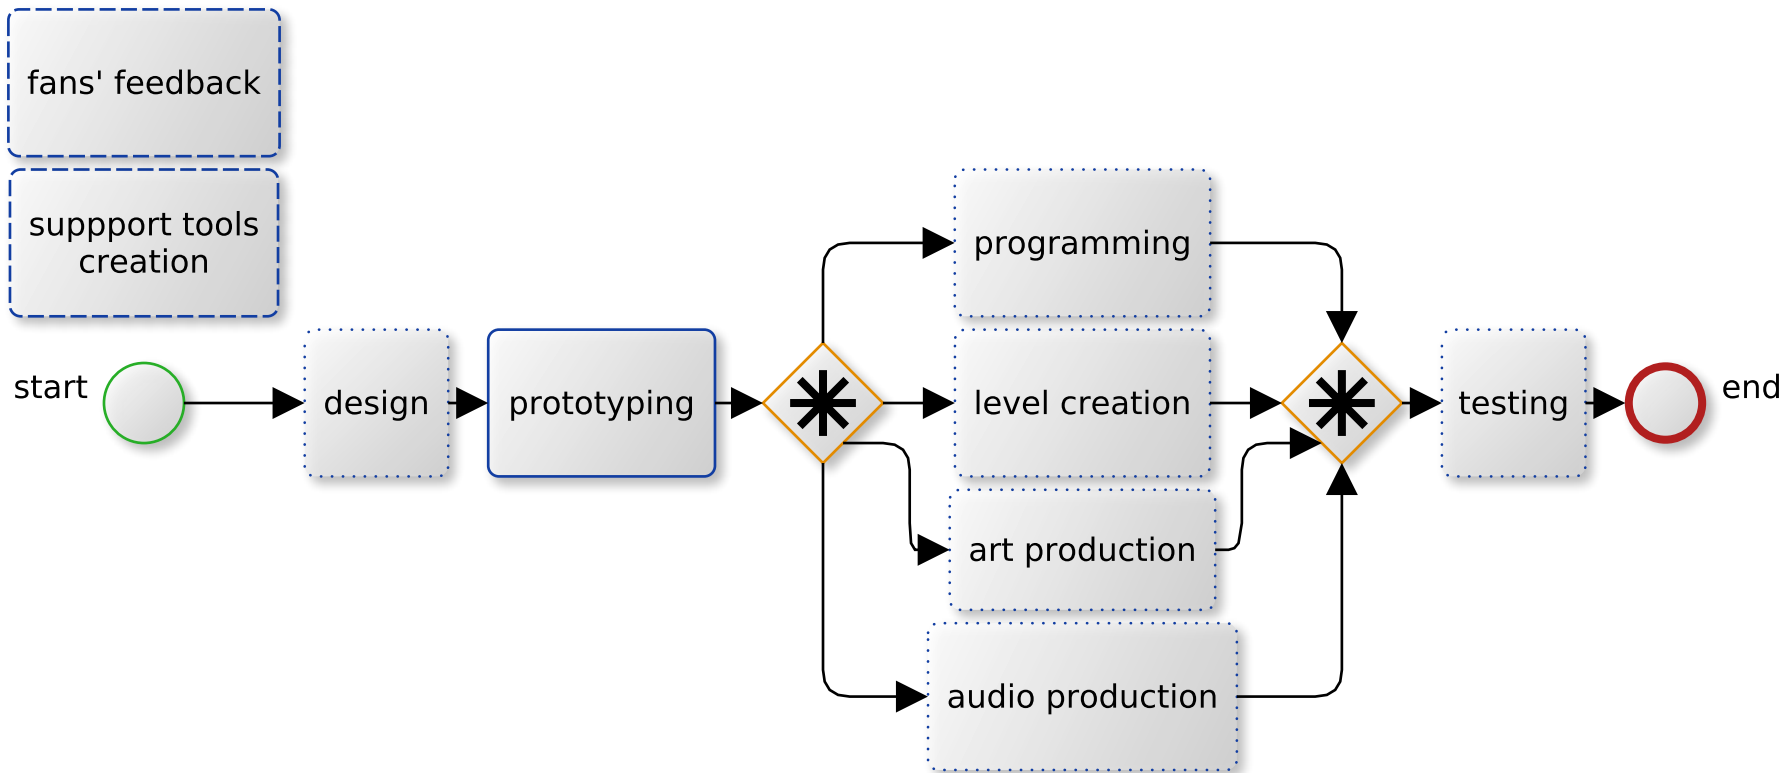 fans' feedback
suppport tools
creation
start
design
prototyping
programming
level creation
art production
audio production
testing
end